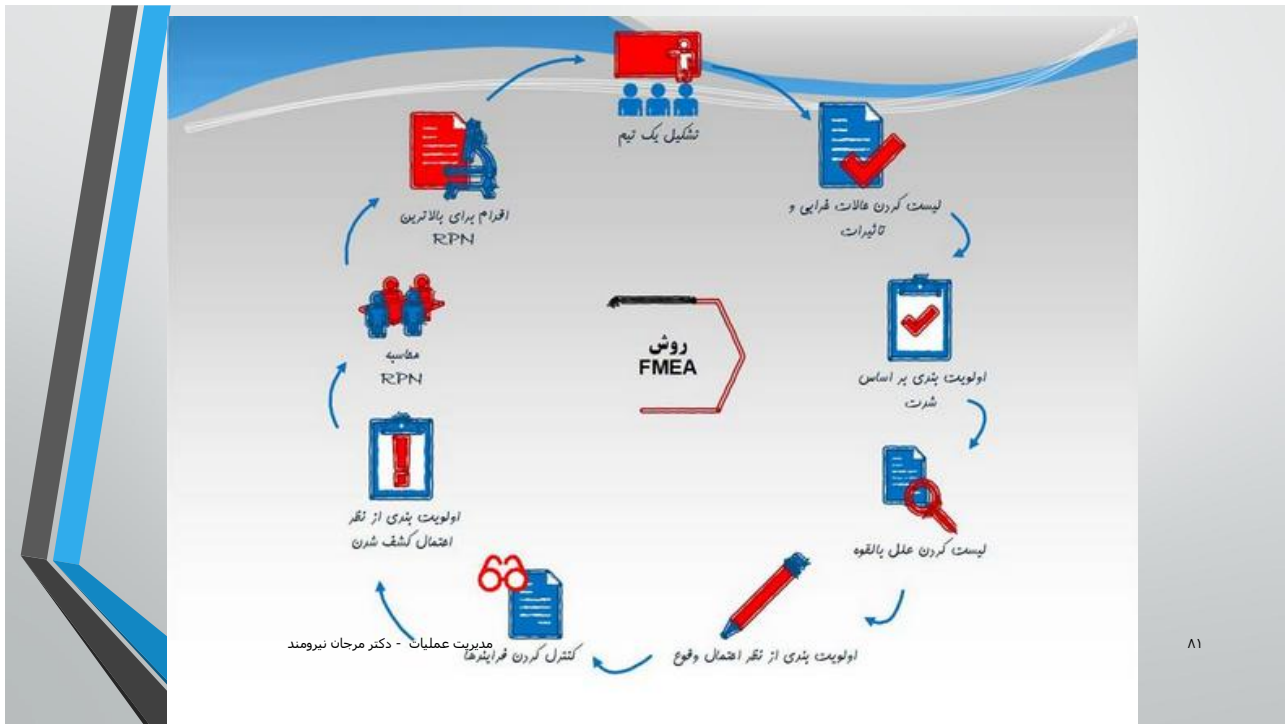 تشکیل یک تیم
لیست کردن حالات خرابی و
تاثیرات
اولویت بندی بر اساس
شدت
لیست کردن علل بالقوه
اولویت بندی از نظر احتمال وقوع
کنترل کردن فرایندها
اولویت بندی از نظر
احتمال کشف شدن
محاسبه
RPN
اقدام برای بالاترین
RPN
روش
FMEA
مدیریت عملیات - دکتر مرجان نیرومند
۸۱